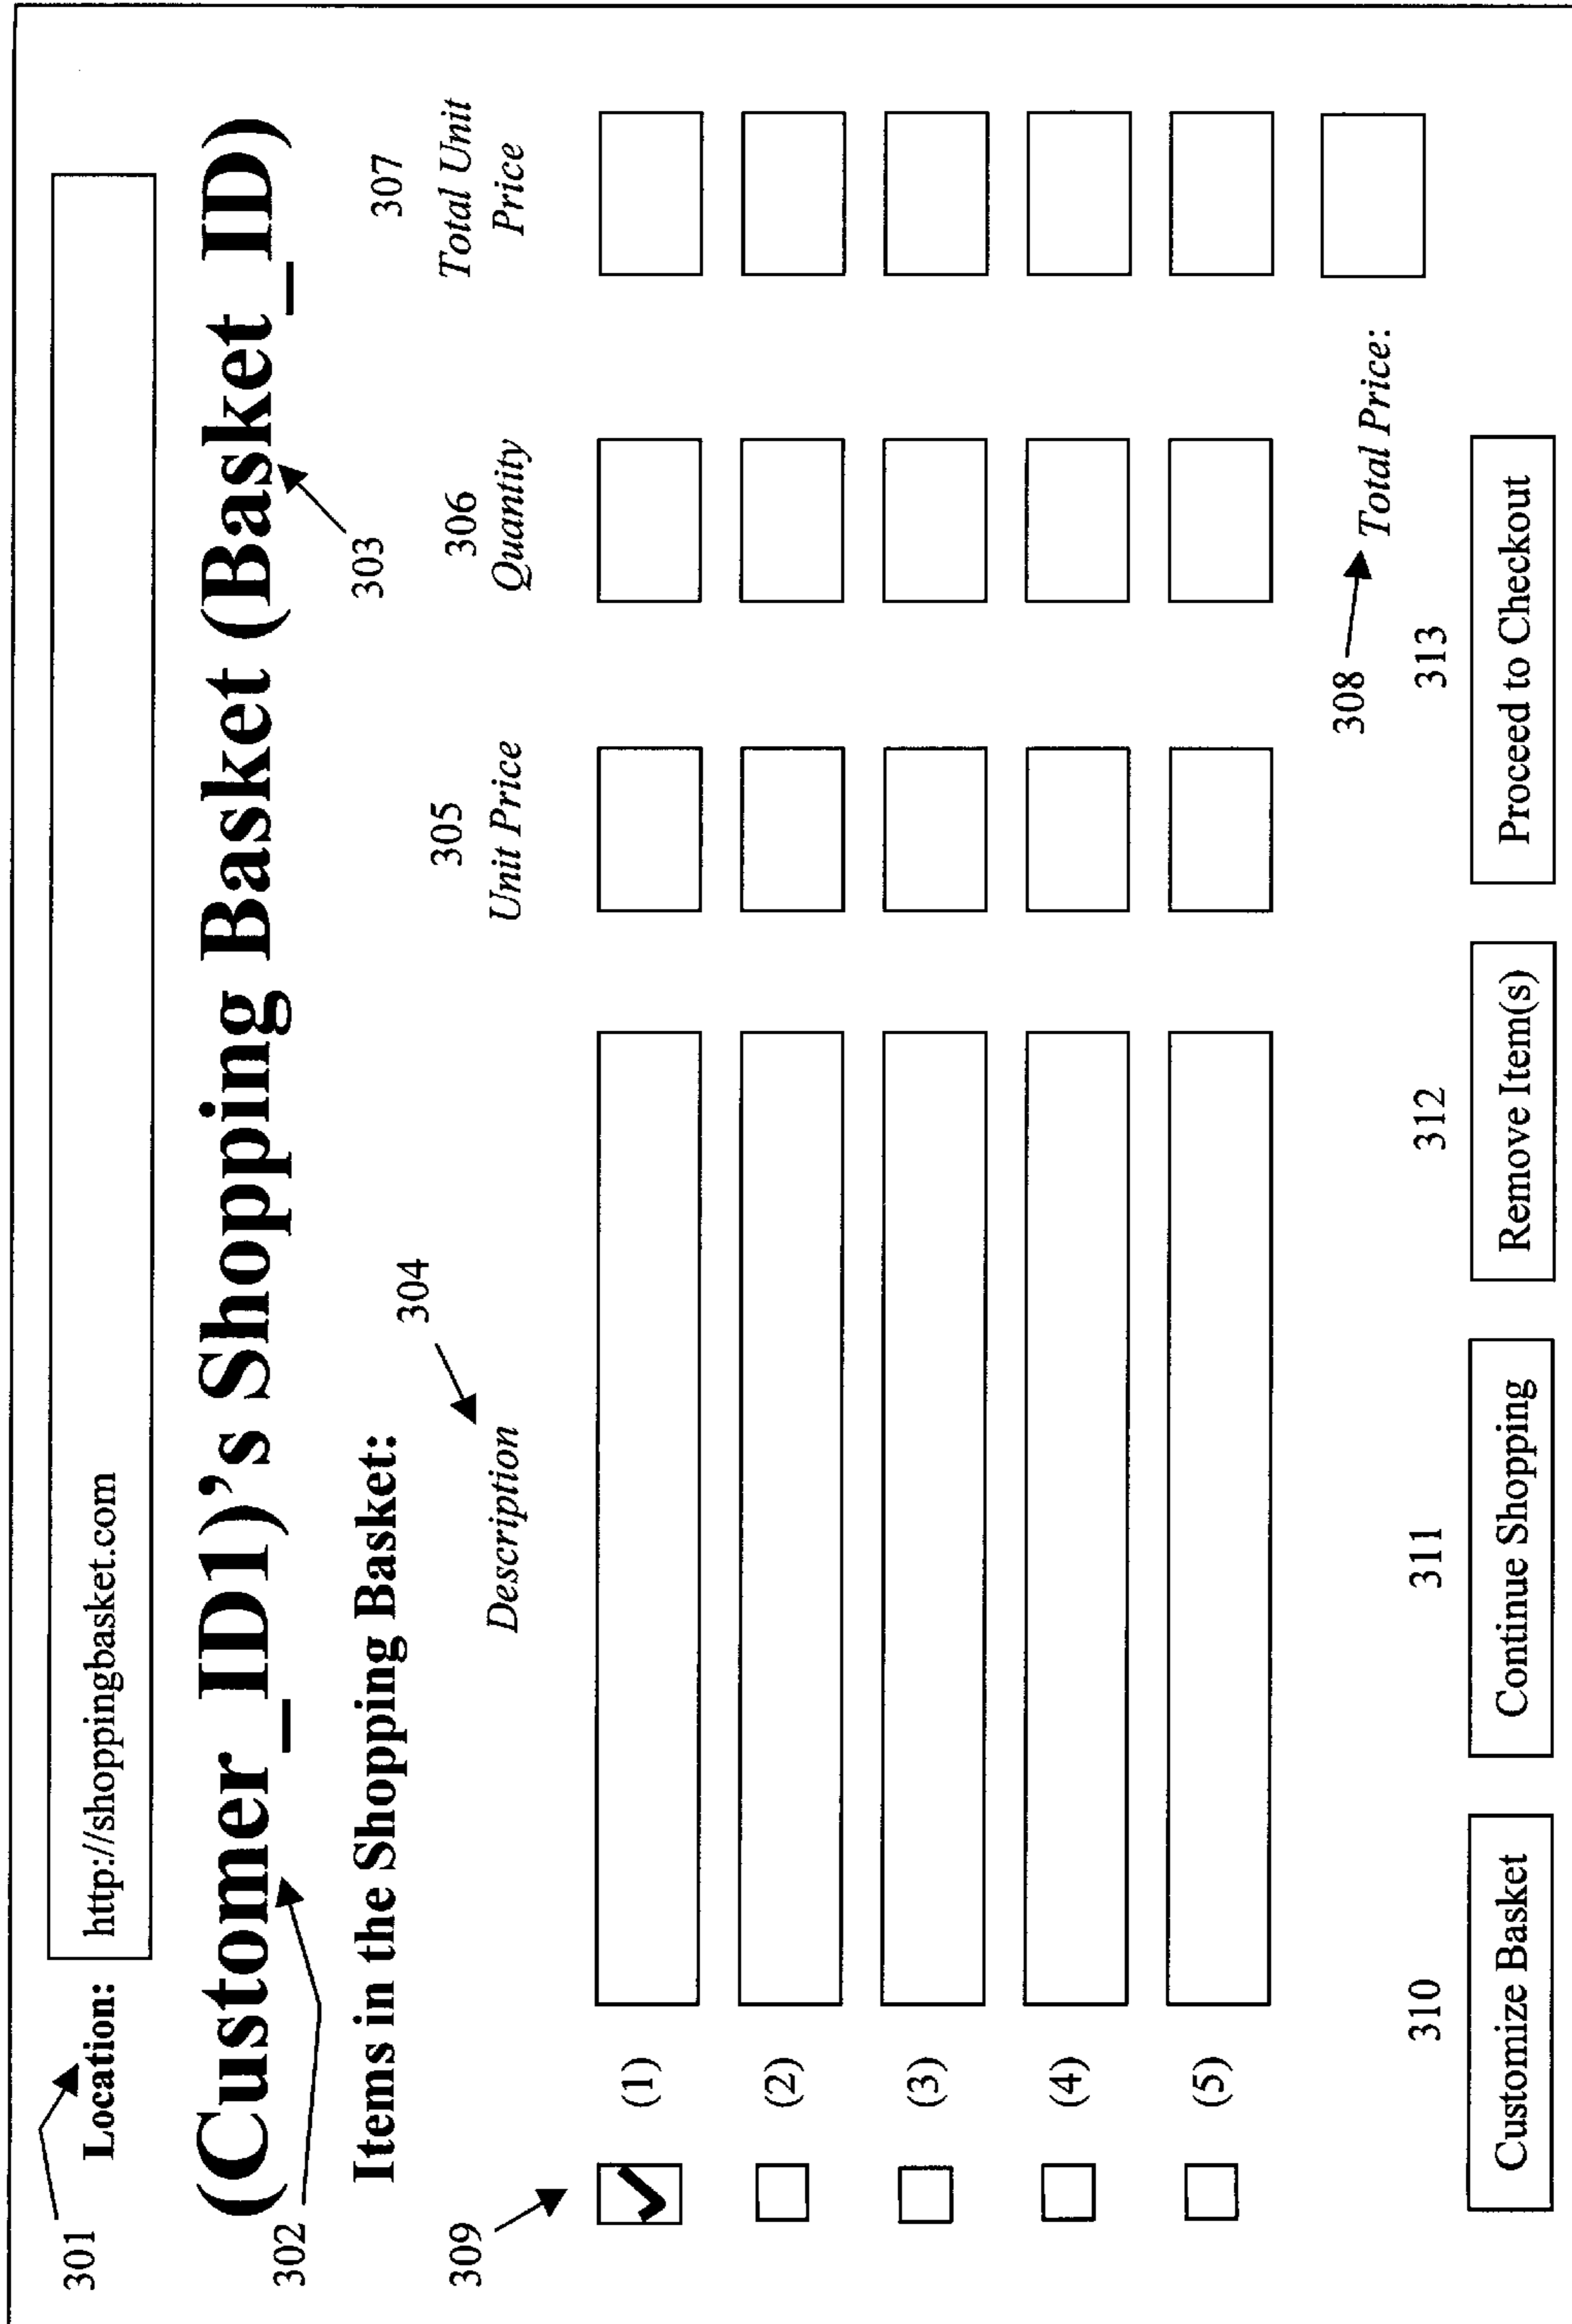 301
Location: http://shoppingbasket.com
(Customer_ID1)'s Shopping Basket (Basket_ID)
302
303
Items in the Shopping Basket:
304
305
306
307
Description
Unit Price
Quantity
Total Unit
Price
309
(1)
(2)
(3)
(4)
(5)
308
Total Price:
310
311
312
313
Customize Basket
Continue Shopping
Remove Item(s)
Proceed to Checkout